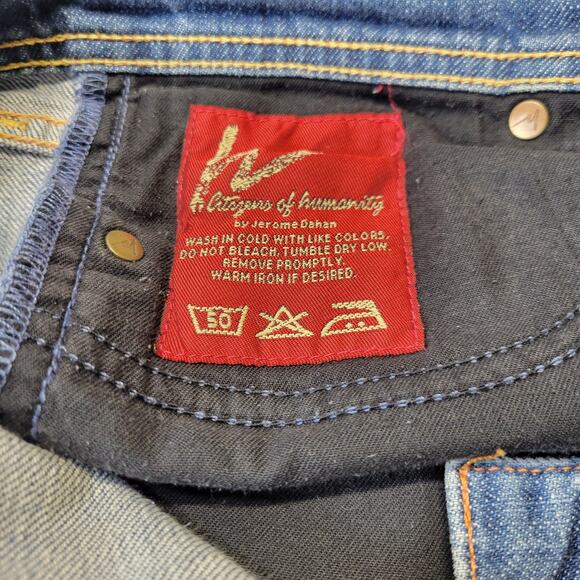 Citizens of humanity
by Jerome Dahan
WASH IN COLD WITH LIKE COLORS.
DO NOT BLEACH. TUMBLE DRY LOW.
REMOVE PROMPTLY.
WARM IRON IF DESIRED.
50